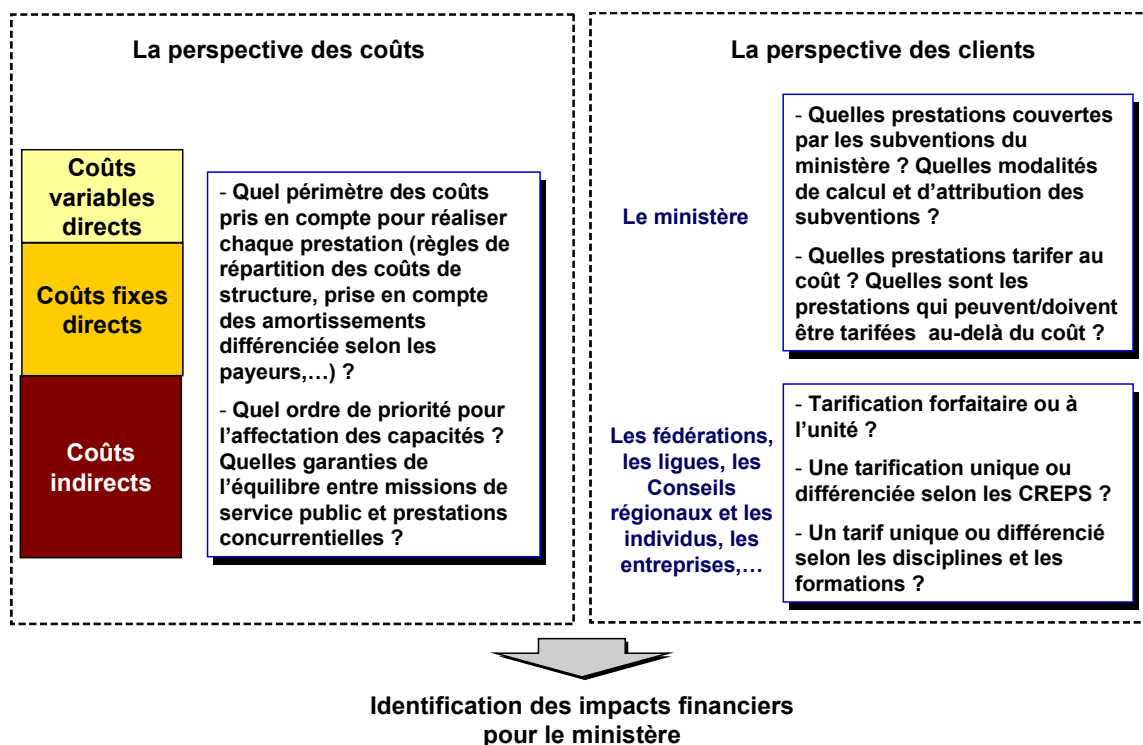 La perspective des coûts
Coûts
variables
directs
Coûts fixes
directs
Coûts
indirects
- Quel périmètre des coûts
pris en compte pour réaliser
chaque prestation (règles de
répartition des coûts de
structure, prise en compte
des amortissements
différenciée selon les
payeurs,…) ?
- Quel ordre de priorité pour
l’affectation des capacités ?
Quelles garanties de
l’équilibre entre missions de
service public et prestations
concurrentielles ?
La perspective des clients
Le ministère
- Quelles prestations couvertes
par les subventions du
ministère ? Quelles modalités
de calcul et d’attribution des
subventions ?
- Quelles prestations tarifer au
coût ? Quelles sont les
prestations qui peuvent/doivent
être tarifées au-delà du coût ?
Les fédérations,
les ligues, les
Conseils
régionaux et les
individus, les
entreprises,…
- Tarification forfaitaire ou à
l’unité ?
- Une tarification unique ou
différenciée selon les CREPS ?
- Un tarif unique ou différencié
selon les disciplines et les
formations ?
Identification des impacts financiers
pour le ministère